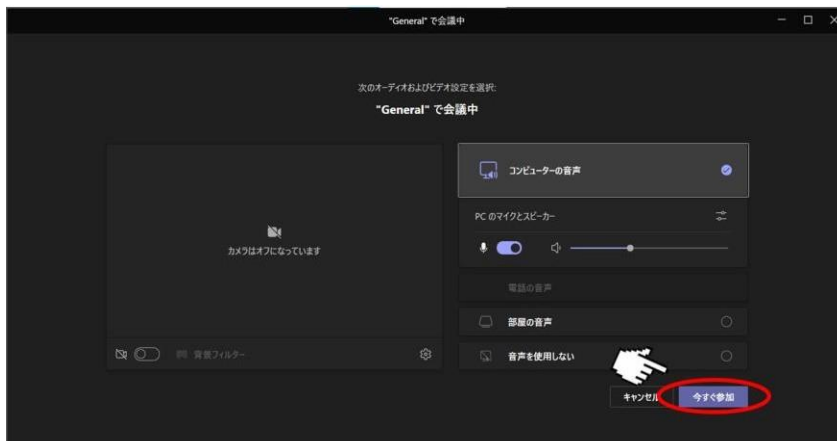 "General" で会議中
次のオーディオおよびビデオ設定を選択:
"General" で会議中
コンピューターの音声
PC のマイクとスピーカー
カメラはオフになっています
電話の音声
部屋の音声
背景フィルター
音声を使用しない
キャンセル
今すぐ参加